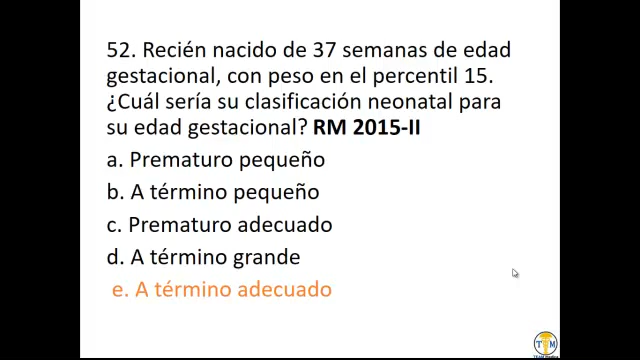 52. Recién nacido de 37 semanas de edad
gestacional, con peso en el percentil 15.
¿Cuál sería su clasificación neonatal para
su edad gestacional? RM 2015-II
a. Prematuro pequeño
b. A término pequeño
c. Prematuro adecuado
d. A término grande
e. A término adecuado